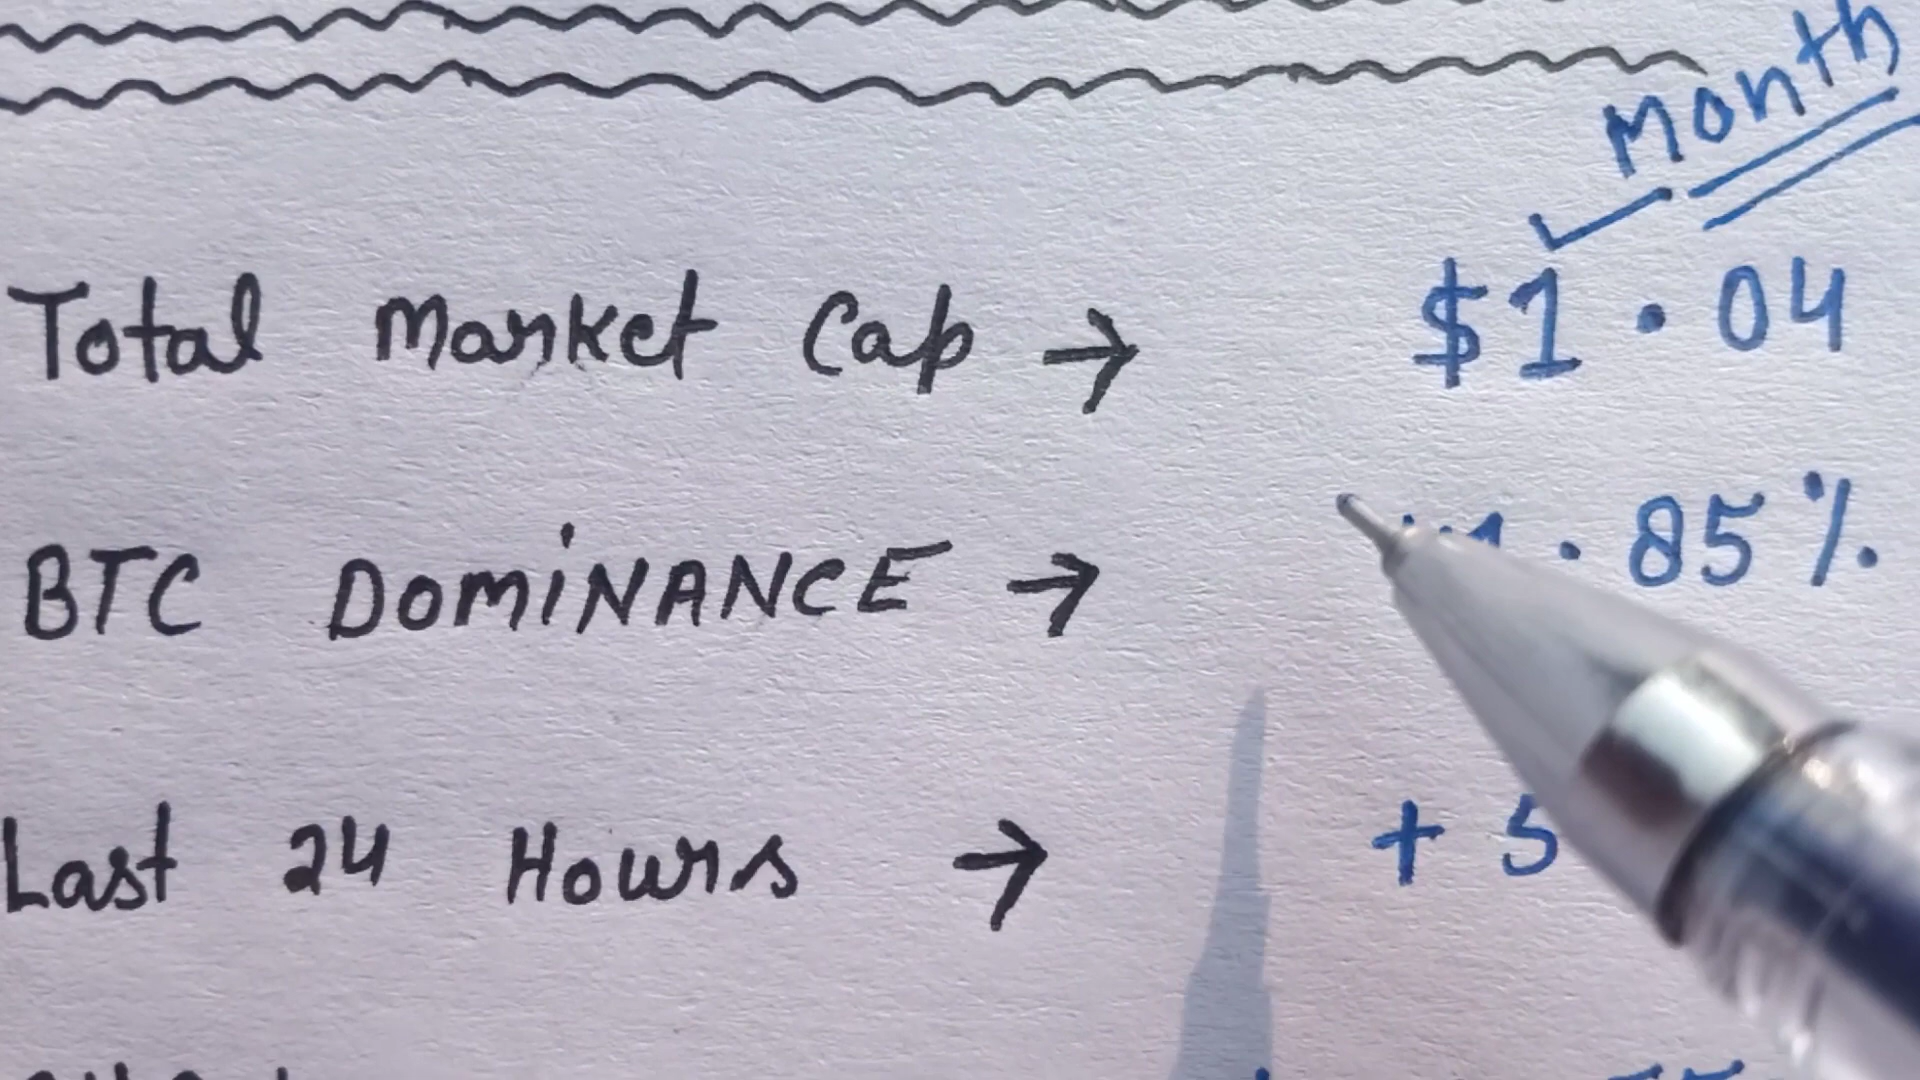 Month
Total Market Cap → $1.04
BTC DOMiNANCE → .85%
Last 24 Hours → + 5